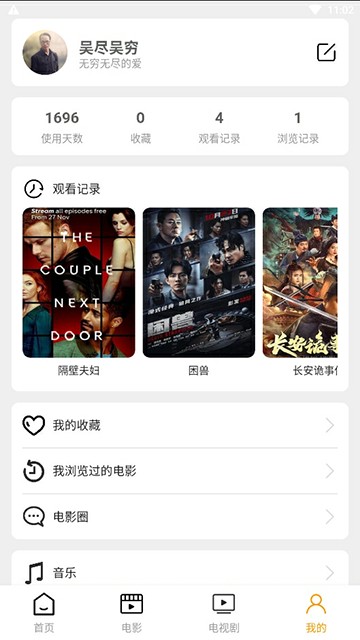 11:02
吴尽吴穷
无穷无尽的爱
1696 0 4 1
使用天数 收藏 观看记录 浏览记录
观看记录
Stream all episodes free
From 27 Nov
THE
COUPLE
NEXT
DOOR
困兽
长安诡事
隔壁夫妇 困兽 长安诡事
我的收藏
我浏览过的电影
电影圈
音乐
首页 电影 电视剧 我的